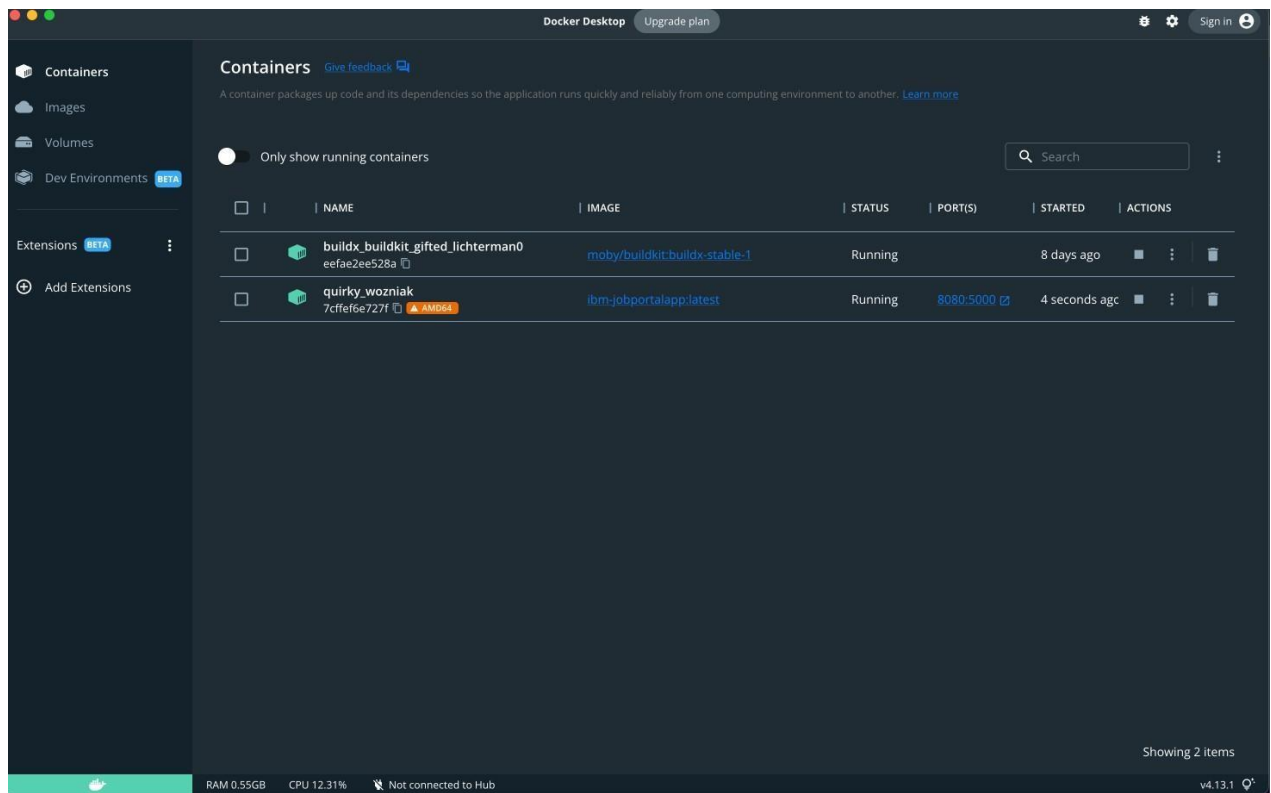 Docker Desktop Upgrade plan Sign in
Containers
Images
Volumes
Dev Environments BETA
Extensions BETA
Add Extensions
Containers Give feedback
A container packages up code and its dependencies so the application runs quickly and reliably from one computing environment to another. Learn more
Only show running containers Search
NAME IMAGE STATUS PORT(S) STARTED ACTIONS
buildx_buildkit_gifted_lichterman0
eefae2ee528a
moby/buildkit:buildx-stable-1 Running 8 days ago
quirky_wozniak
7cffef6e727f AMD64
ibm-jobportalapp:latest Running 8080:5000 4 seconds agc
Showing 2 items
RAM 0.55GB CPU 12.31% Not connected to Hub v4.13.1